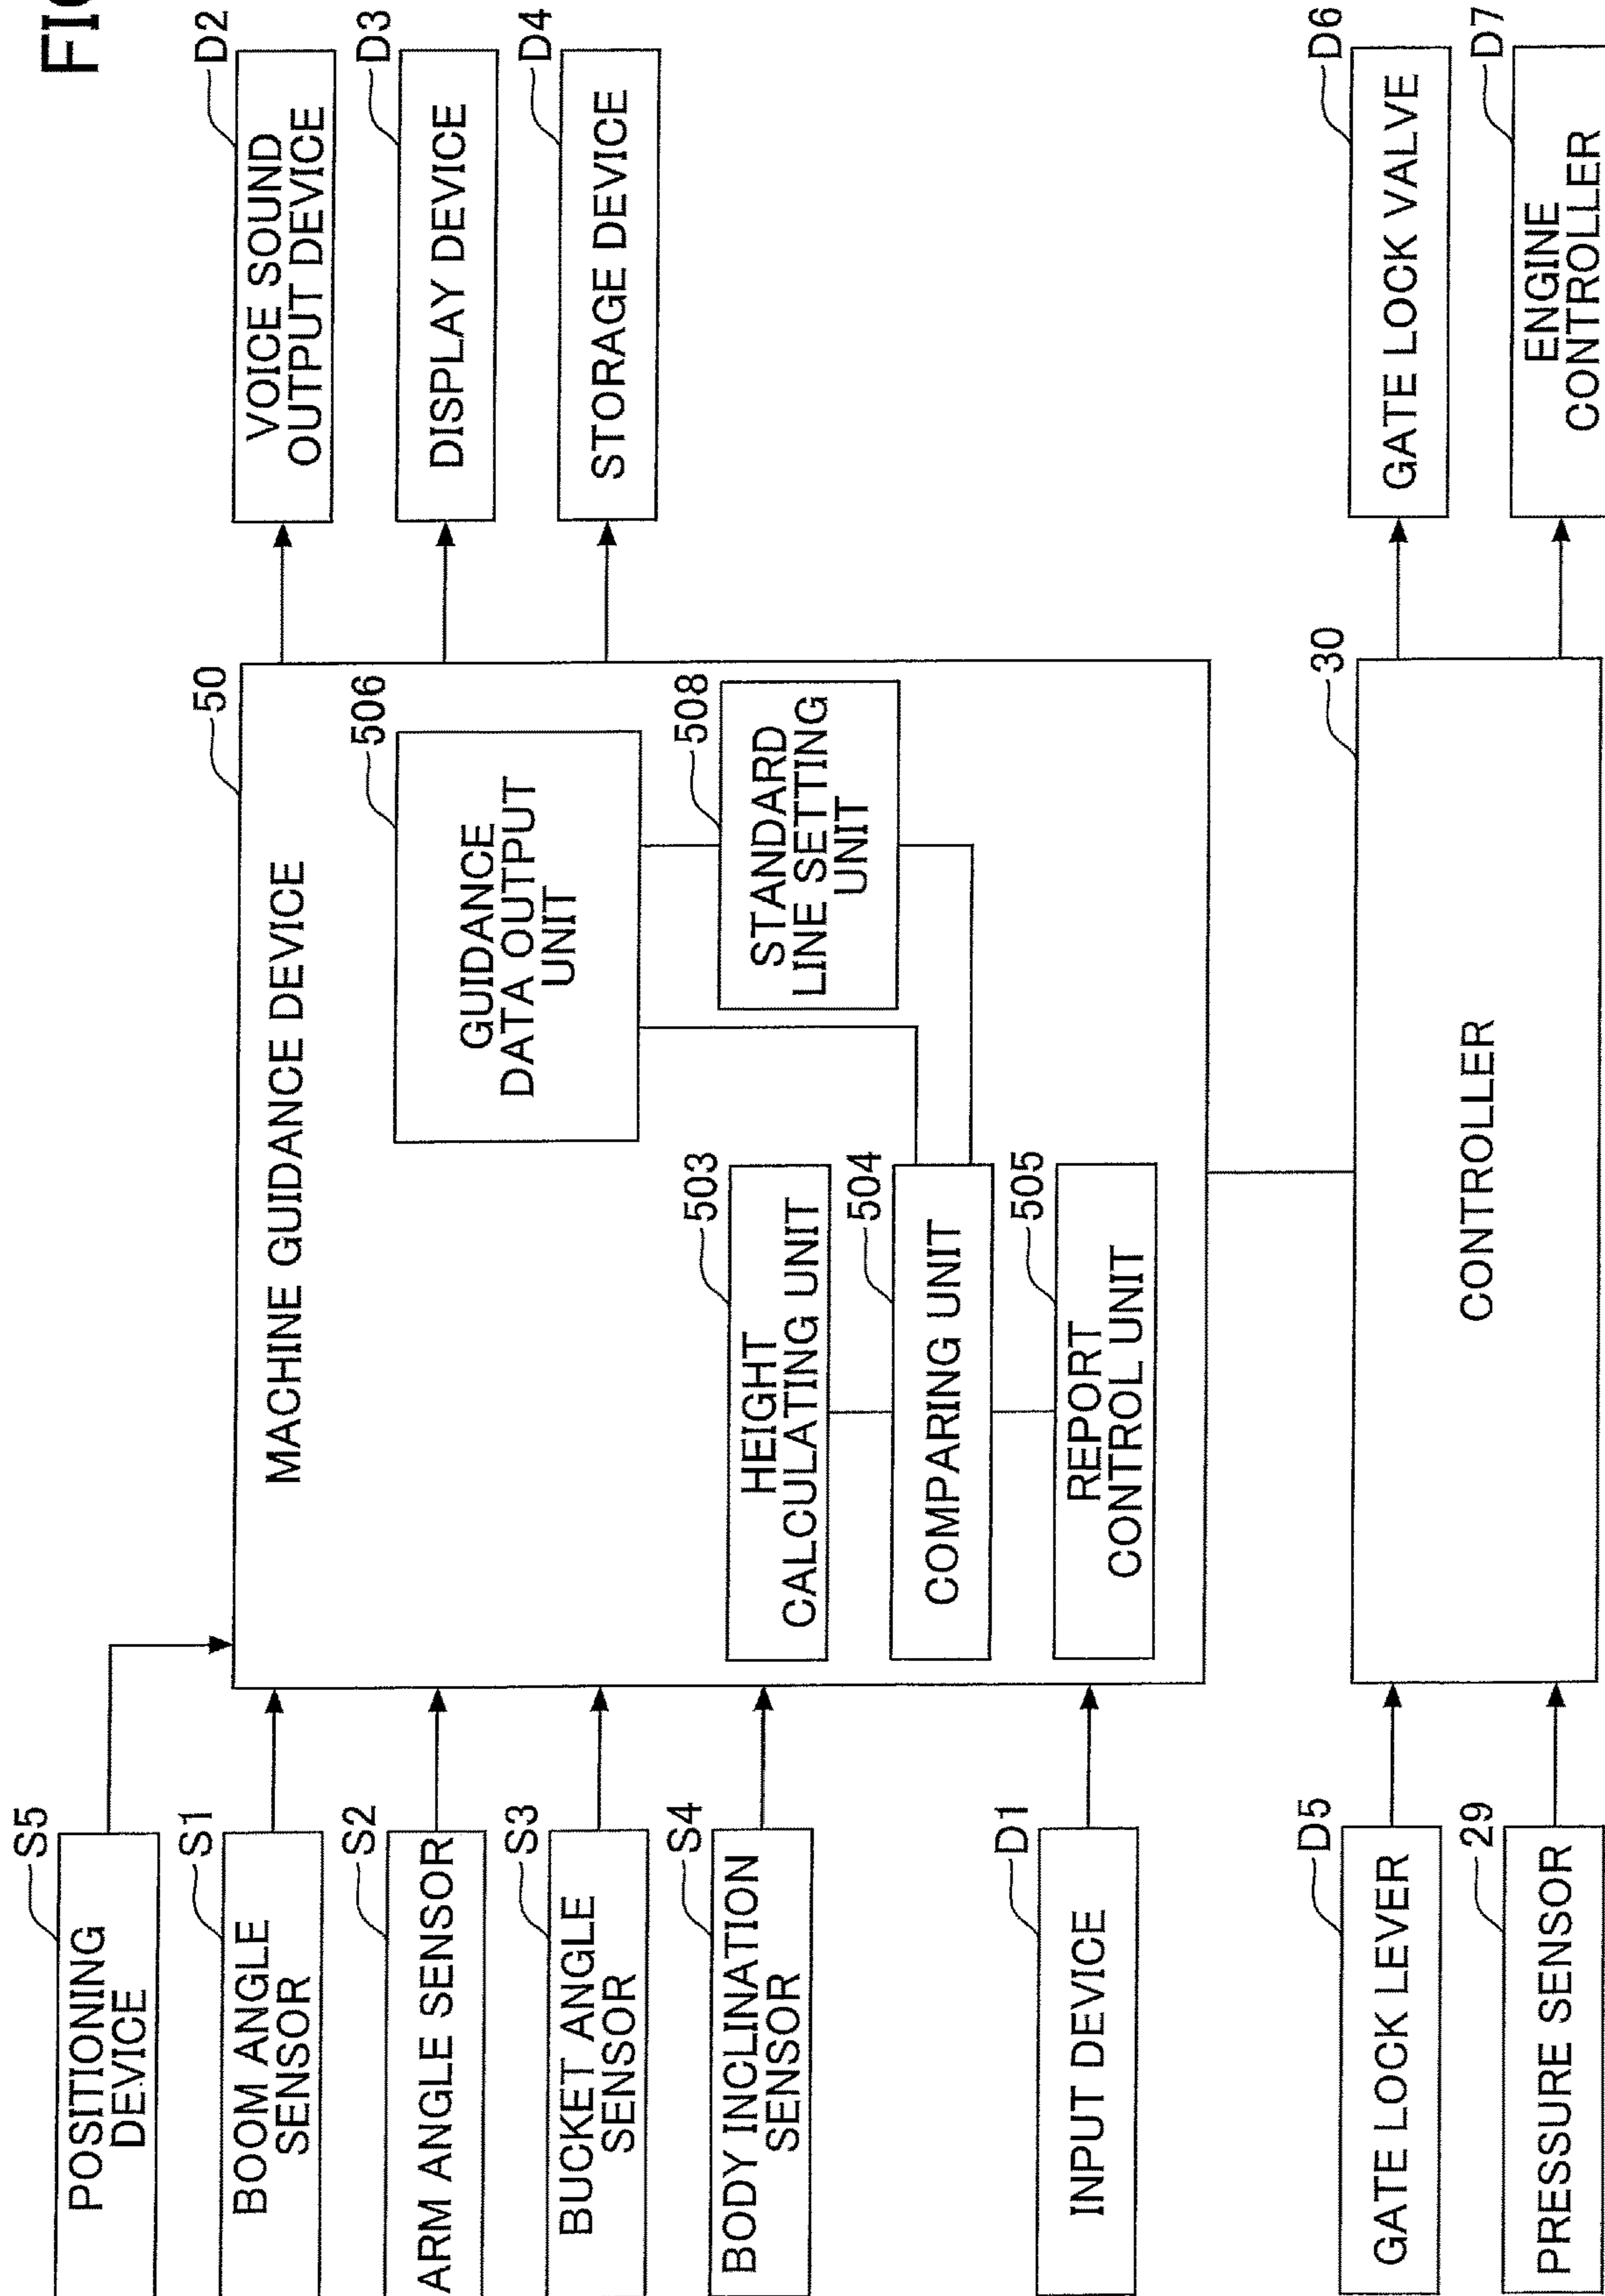 FIG
S5
POSITIONING
DEVICE
S1
BOOM ANGLE
SENSOR
S2
ARM ANGLE SENSOR
S3
BUCKET ANGLE
SENSOR
S4
BODY INCLINATION
SENSOR
D1
INPUT DEVICE
D5
GATE LOCK LEVER
29
PRESSURE SENSOR
50
MACHINE GUIDANCE DEVICE
503
HEIGHT
CALCULATING UNIT
504
COMPARING UNIT
505
REPORT
CONTROL UNIT
506
GUIDANCE
DATA OUTPUT
UNIT
508
STANDARD
LINE SETTING
UNIT
30
CONTROLLER
D2
VOICE SOUND
OUTPUT DEVICE
D3
DISPLAY DEVICE
D4
STORAGE DEVICE
D6
GATE LOCK VALVE
D7
ENGINE
CONTROLLER